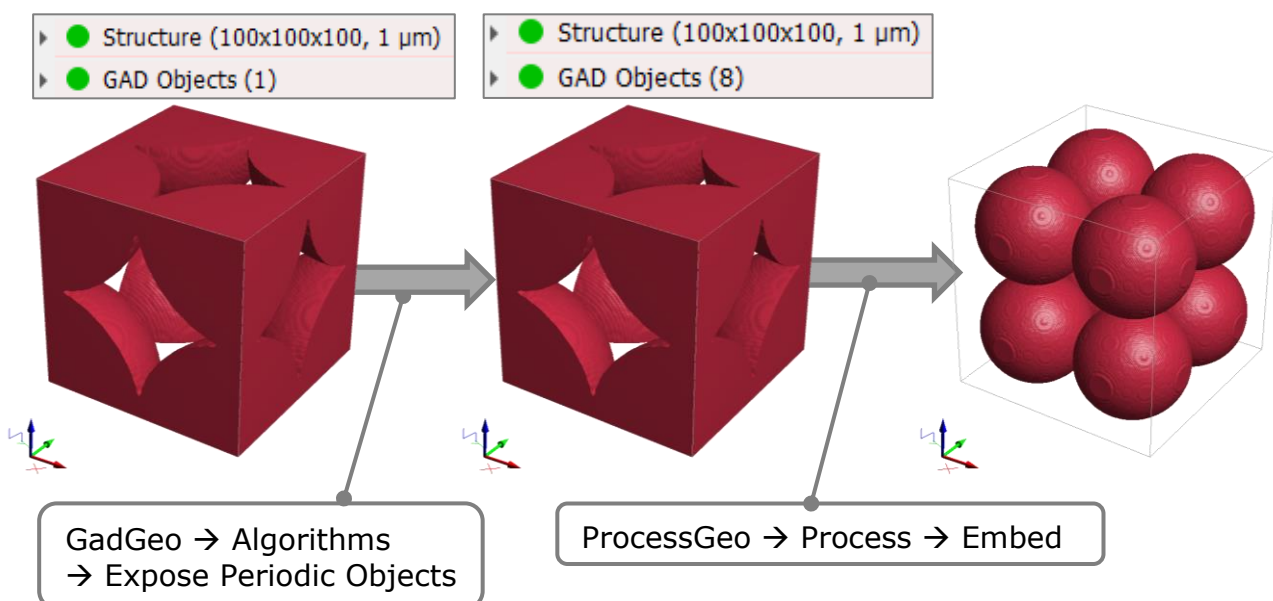 Structure (100x100x100, 1 µm)
GAD Objects (1)
Structure (100x100x100, 1 µm)
GAD Objects (8)
X
Z
X
Z
X
Z
GadGeo → Algorithms
→ Expose Periodic Objects
ProcessGeo → Process → Embed